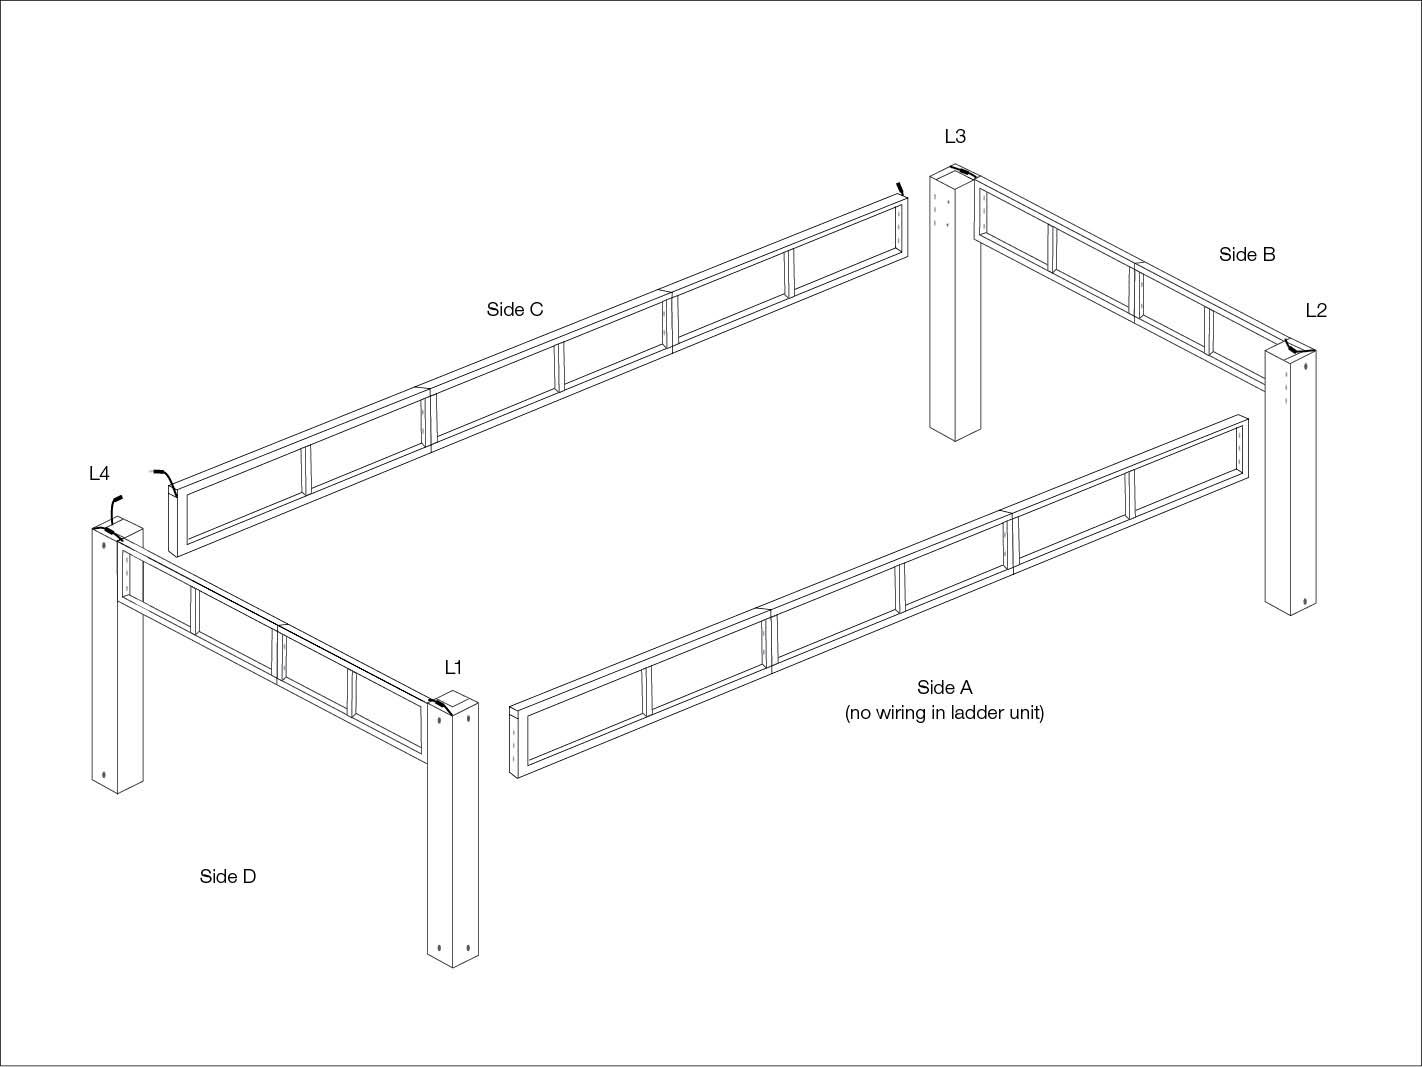 L3
Side B
L2
Side C
L4
L1
Side A
(no wiring in ladder unit)
Side D